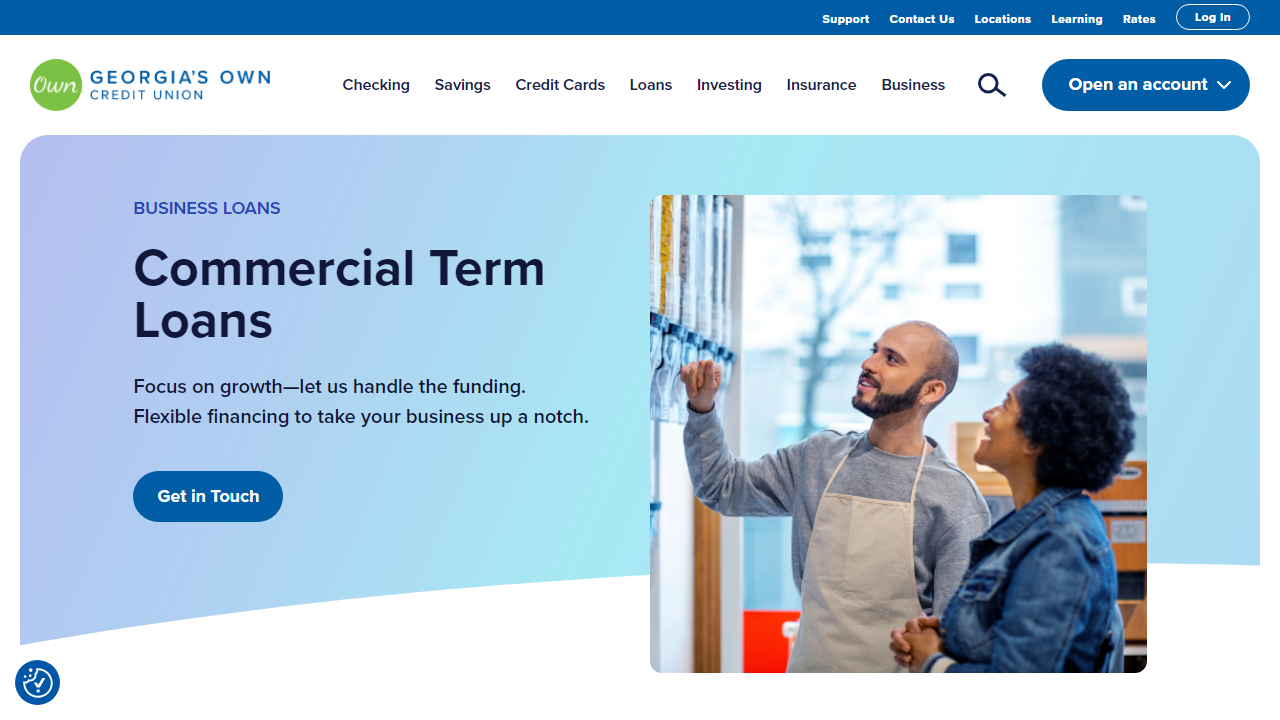 Support Contact Us Locations Learning Rates Log In
Own GEORGIA'S OWN
CREDIT UNION
Checking Savings Credit Cards Loans Investing Insurance Business
Open an account
BUSINESS LOANS
Commercial Term
Loans
Focus on growth—let us handle the funding.
Flexible financing to take your business up a notch.
Get in Touch